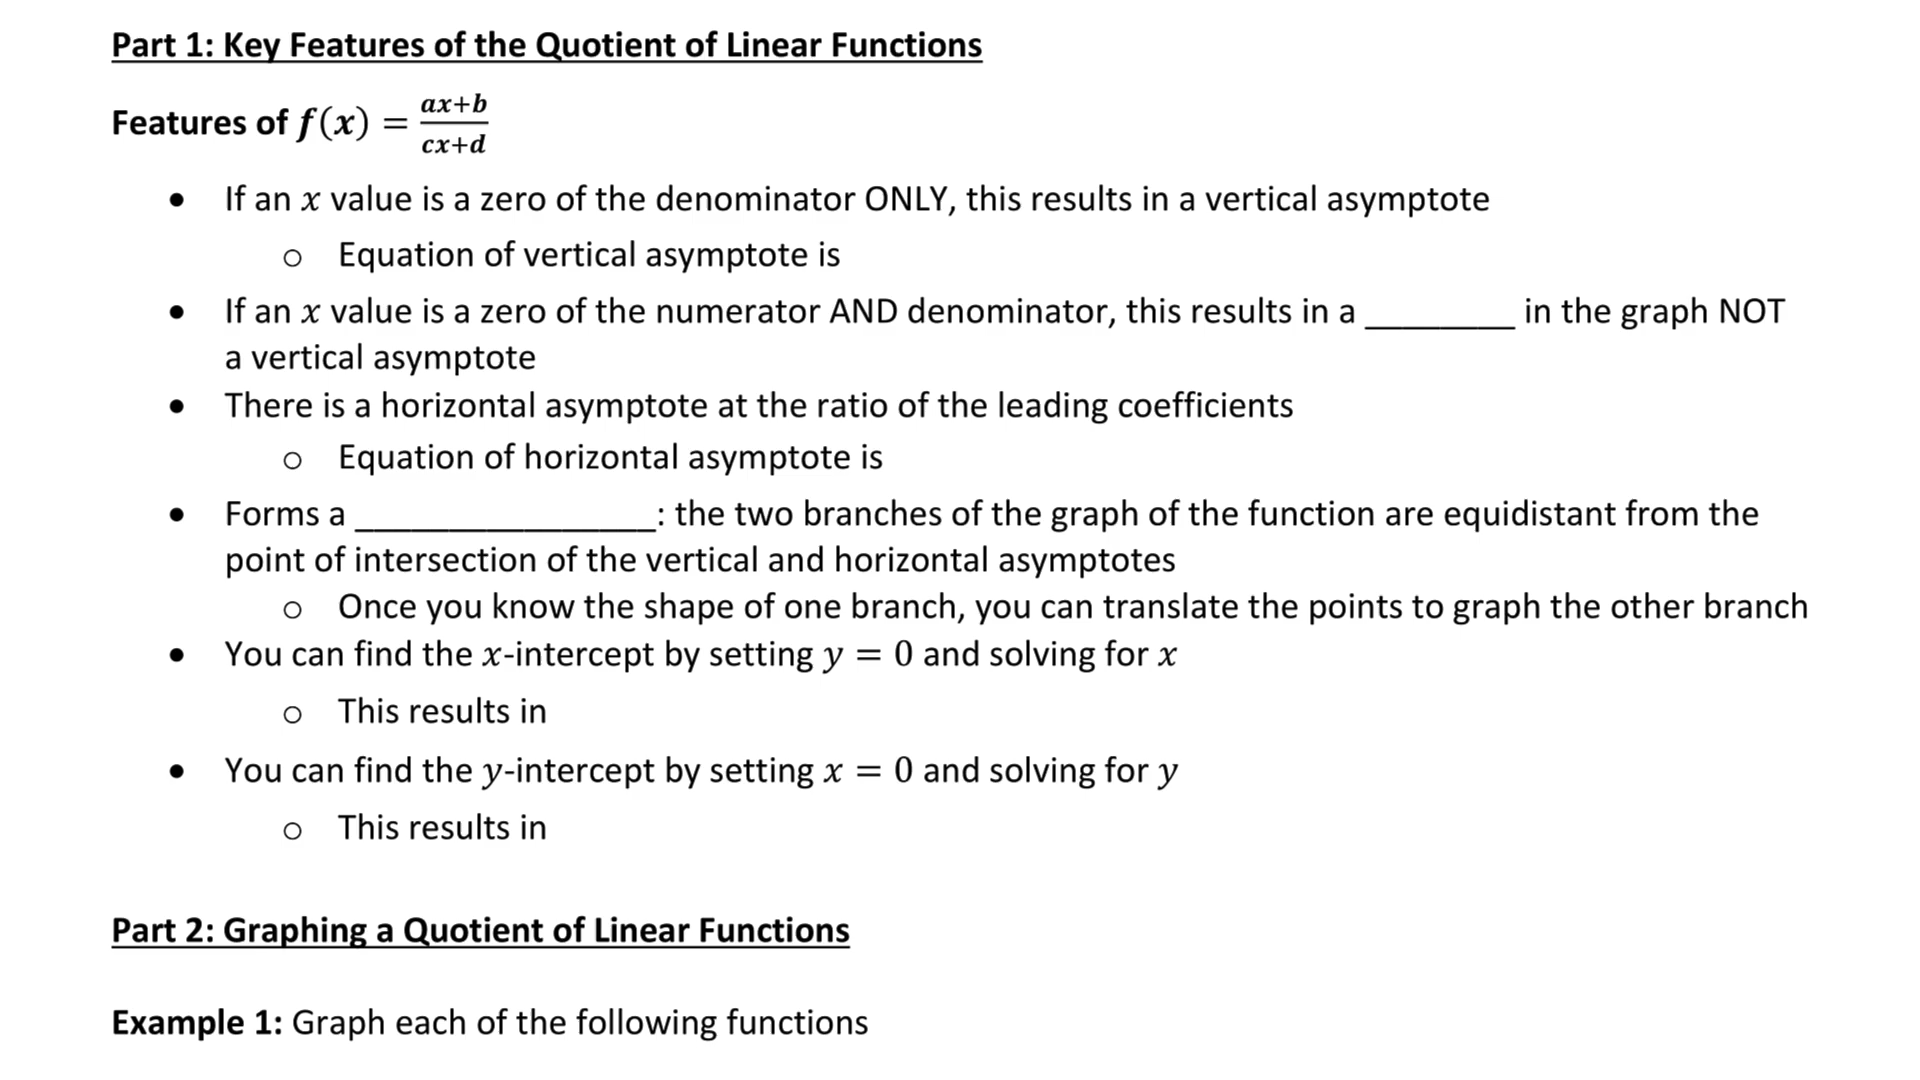 Part 1: Key Features of the Quotient of Linear Functions
Features of f(x) = ax+b / cx+d
• If an x value is a zero of the denominator ONLY, this results in a vertical asymptote
o Equation of vertical asymptote is
• If an x value is a zero of the numerator AND denominator, this results in a ________ in the graph NOT
a vertical asymptote
• There is a horizontal asymptote at the ratio of the leading coefficients
o Equation of horizontal asymptote is
• Forms a ________________: the two branches of the graph of the function are equidistant from the
point of intersection of the vertical and horizontal asymptotes
o Once you know the shape of one branch, you can translate the points to graph the other branch
• You can find the x-intercept by setting y = 0 and solving for x
o This results in
• You can find the y-intercept by setting x = 0 and solving for y
o This results in
Part 2: Graphing a Quotient of Linear Functions
Example 1: Graph each of the following functions